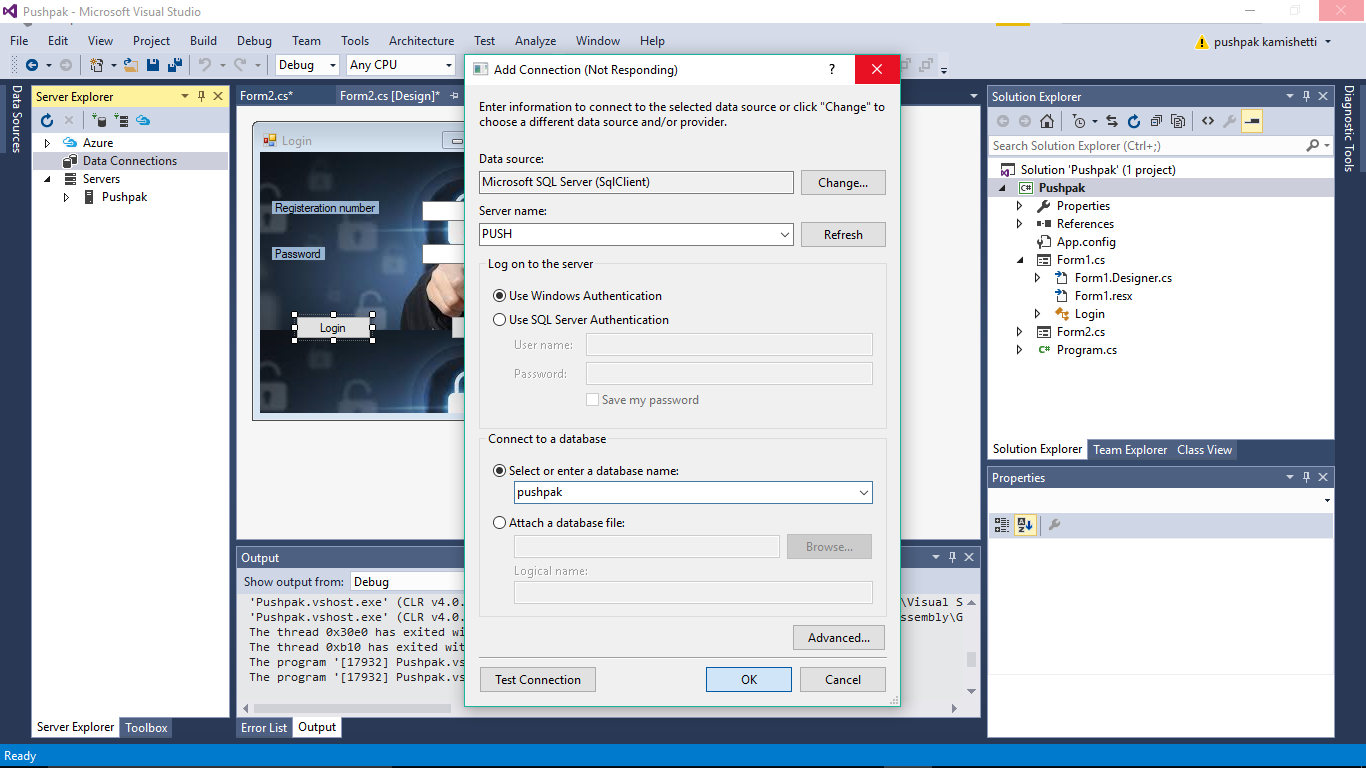 Pushpak - Microsoft Visual Studio
File Edit View Project Build Debug Team Tools Architecture Test Analyze Window Help
pushpak kamishetti
Debug Any CPU
Data Sources
Server Explorer
Azure
Data Connections
Servers
Pushpak
Server Explorer Toolbox
Form2.cs* Form2.cs [Design]*
Login
Registeration number
Password
Login
Output
Show output from: Debug
'Pushpak.vshost.exe' (CLR v4.0. \Visual S
'Pushpak.vshost.exe' (CLR v4.0. ssembly\G
The thread 0x30e0 has exited wi
The thread 0xb10 has exited wit
The program '[17932] Pushpak.vs
The program '[17932] Pushpak.vs
Error List Output
Add Connection (Not Responding)
?
Enter information to connect to the selected data source or click "Change" to
choose a different data source and/or provider.
Data source:
Microsoft SQL Server (SqlClient) Change...
Server name:
PUSH Refresh
Log on to the server
Use Windows Authentication
Use SQL Server Authentication
User name:
Password:
Save my password
Connect to a database
Select or enter a database name:
pushpak
Attach a database file:
Browse...
Logical name:
Advanced...
Test Connection OK Cancel
Solution Explorer
Search Solution Explorer (Ctrl+;)
Solution 'Pushpak' (1 project)
C# Pushpak
Properties
References
App.config
Form1.cs
Form1.Designer.cs
Form1.resx
Login
Form2.cs
C# Program.cs
Solution Explorer Team Explorer Class View
Properties
Diagnostic Tools
Ready